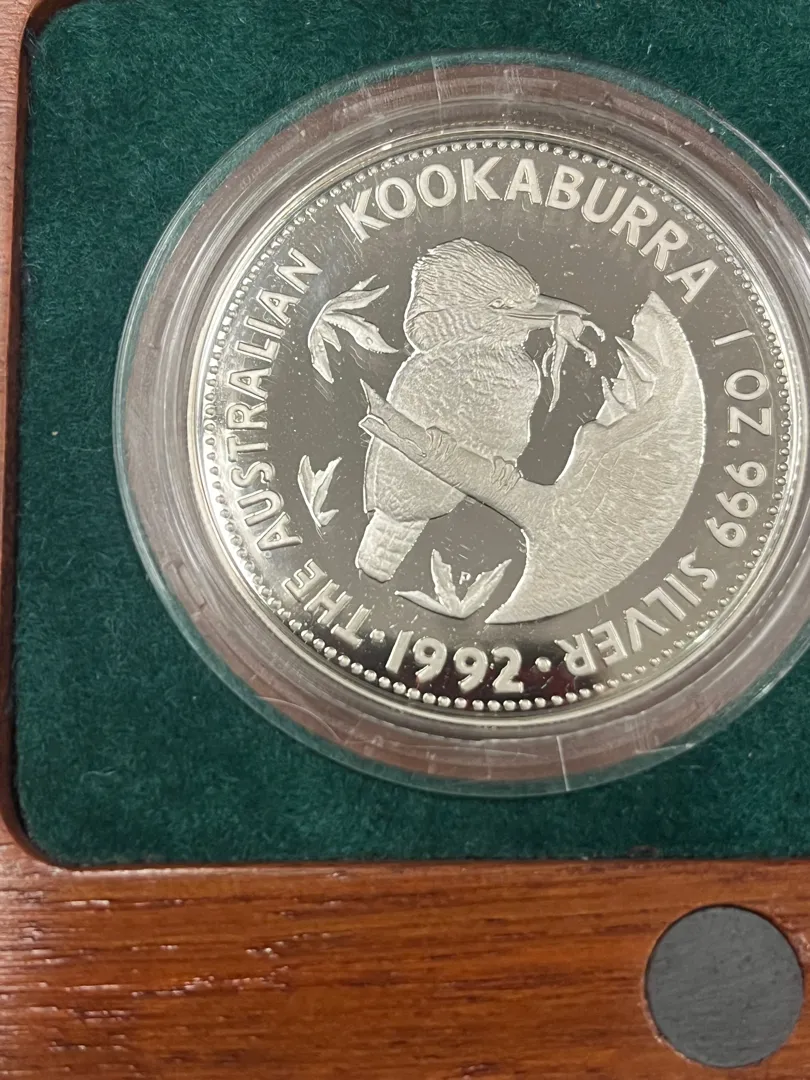 THE AUSTRALIAN KOOKABURRA 1 OZ. 999 SILVER
• 1992 •
P